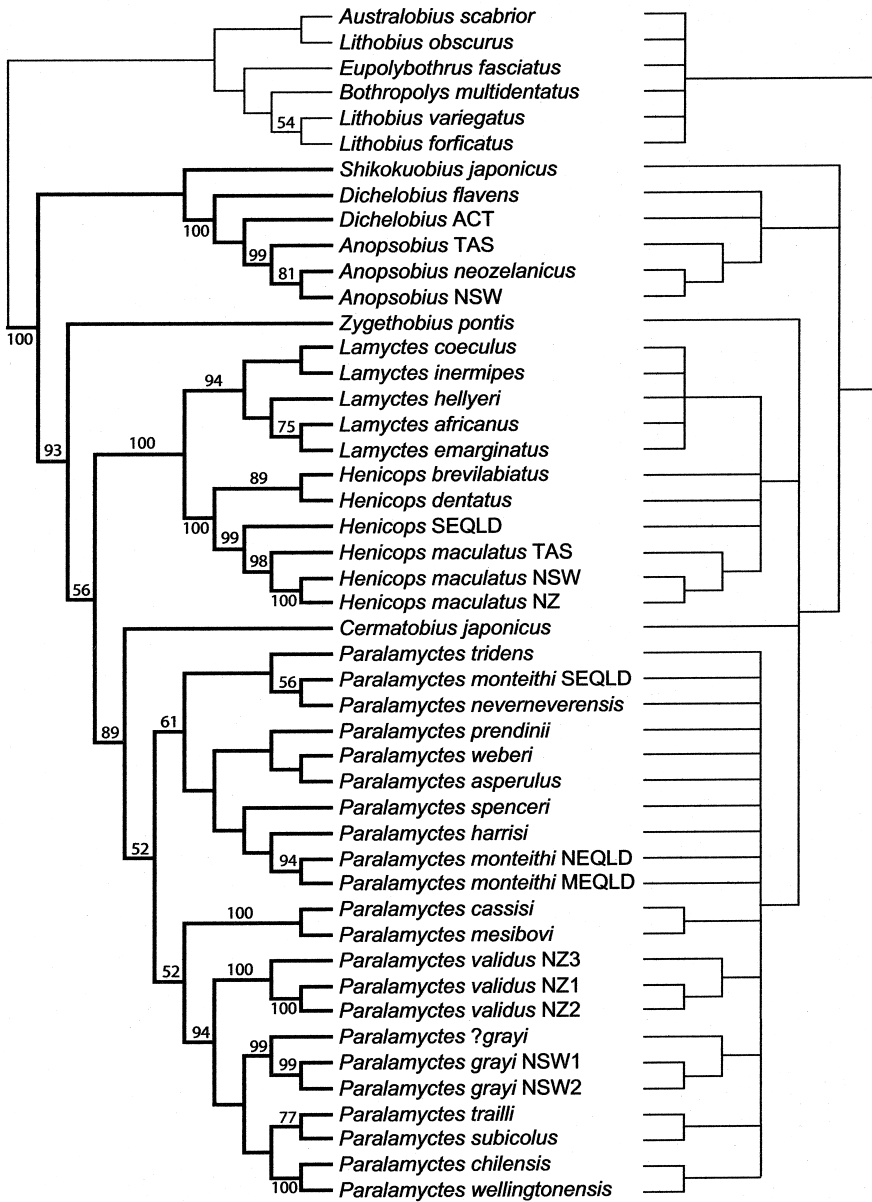 Australobius scabrior
Lithobius obscurus
Eupolybothrus fasciatus
Bothropolys multidentatus
54
Lithobius variegatus
Lithobius forficatus
Shikokuobius japonicus
Dichelobius flavens
100
Dichelobius ACT
99
Anopsobius TAS
81
Anopsobius neozelanicus
Anopsobius NSW
Zygethobius pontis
100
Lamyctes coeculus
94
Lamyctes inermipes
Lamyctes hellyeri
75
Lamyctes africanus
93
100
Lamyctes emarginatus
89
Henicops brevilabiatus
Henicops dentatus
100
Henicops SEQLD
99
Henicops maculatus TAS
98
Henicops maculatus NSW
56
100
Henicops maculatus NZ
Cermatobius japonicus
Paralamyctes tridens
56
Paralamyctes monteithi SEQLD
Paralamyctes neverneverensis
89
61
Paralamyctes prendinii
Paralamyctes weberi
Paralamyctes asperulus
Paralamyctes spenceri
Paralamyctes harrisi
52
94
Paralamyctes monteithi NEQLD
Paralamyctes monteithi MEQLD
100
Paralamyctes cassisi
Paralamyctes mesibovi
52
100
Paralamyctes validus NZ3
Paralamyctes validus NZ1
100
Paralamyctes validus NZ2
94
99
Paralamyctes ?grayi
99
Paralamyctes grayi NSW1
Paralamyctes grayi NSW2
77
Paralamyctes trailli
Paralamyctes subicolus
Paralamyctes chilensis
100
Paralamyctes wellingtonensis